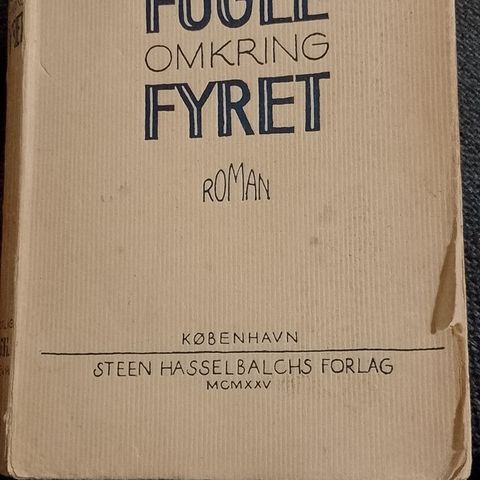 FUGLE
OMKRING
FYRET
ROMAN
KØBENHAVN
STEEN HASSELBALCHS FORLAG
MCMXXV